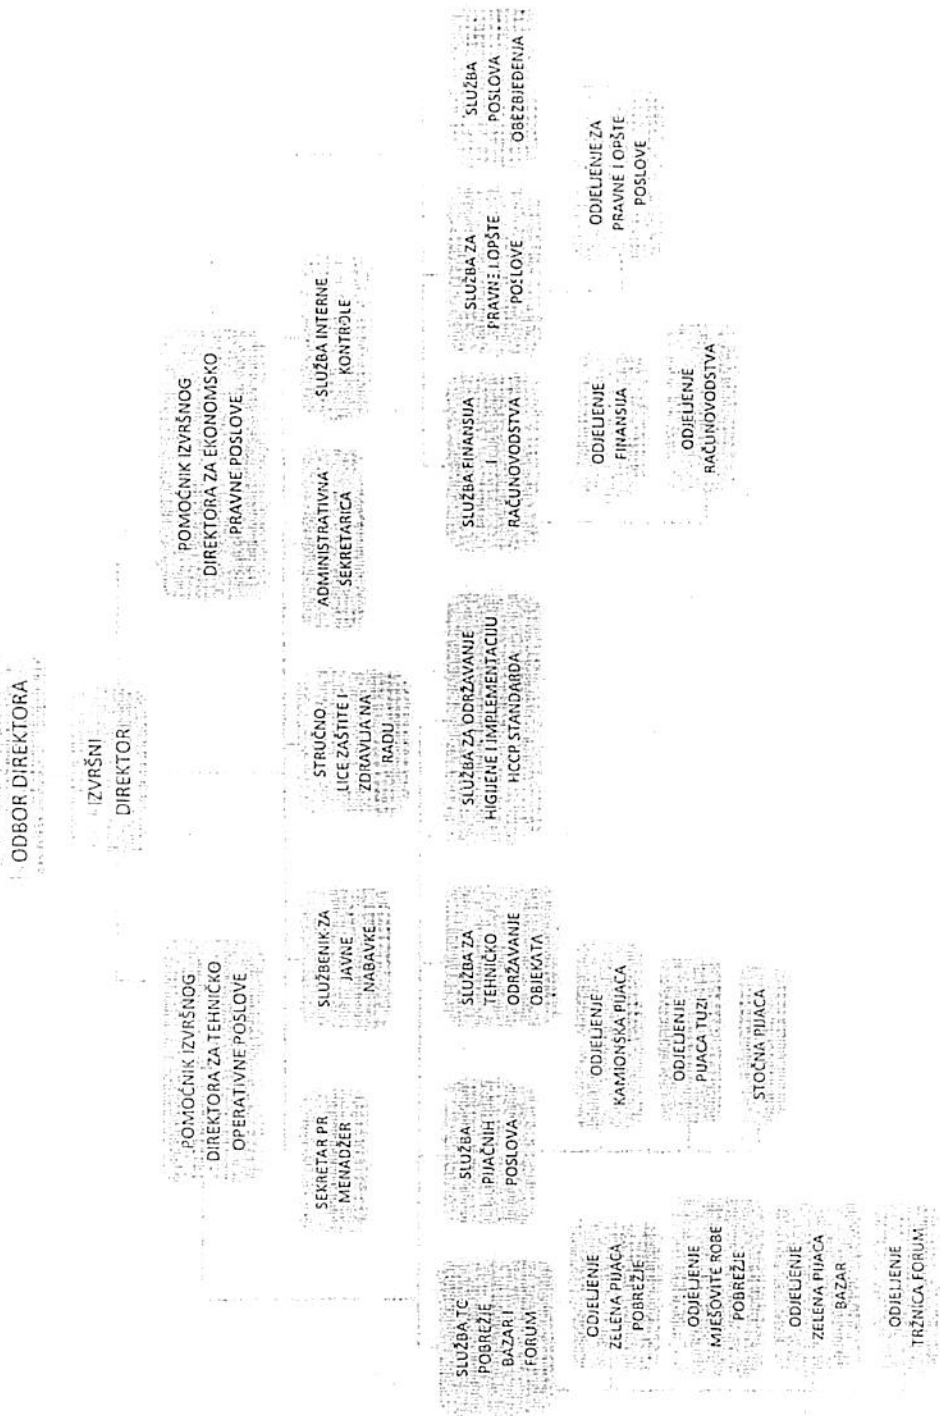 ODBOR DIREKTORA
IZVRŠNI
DIREKTOR
POMOĆNIK IZVRŠNOG
DIREKTORA ZA TEHNIČKO
OPERATIVNE POSLOVE
POMOĆNIK IZVRŠNOG
DIREKTORA ZA EKONOMSKO
PRAVNE POSLOVE
SEKRETAR PR
MENADŽER
SLUŽBENIK ZA
JAVNE
NABAVKE
STRUČNO
LICE ZAŠTITE I
ZDRAVLJA NA
RADU
ADMINISTRATIVNA
SEKRETARICA
SLUŽBA INTERNE
KONTROLE
SLUŽBA TC
POBREŽJE
BAZAR I
FORUM
SLUŽBA
PIJAČNIH
POSLOVA
SLUŽBA ZA
TEHNIČKO
ODRŽAVANJE
OBJEKATA
SLUŽBA ZA ODRŽAVANJE
HIGIJENE I IMPLEMENTACIJU
HCCP STANDARDA
SLUŽBA FINANSIJA
I
RAČUNOVODSTVA
SLUŽBA ZA
PRAVNE I OPŠTE
POSLOVE
SLUŽBA
POSLOVA
OBEZBJEĐENJA
ODJELJENJE
ZELENA PIJACA
POBREŽJE
ODJELJENJE
MJEŠOVITE ROBE
POBREŽJE
ODJELJENJE
ZELENA PIJACA
BAZAR
ODJELJENJE
TRŽNICA FORUM
ODJELJENJE
KAMIONSKA PIJACA
ODJELJENJE
PIJACA TUZI
STOČNA PIJACA
ODJELJENJE
FINANSIJA
ODJELJENJE
RAČUNOVODSTVA
ODJELJENJE ZA
PRAVNE I OPŠTE
POSLOVE